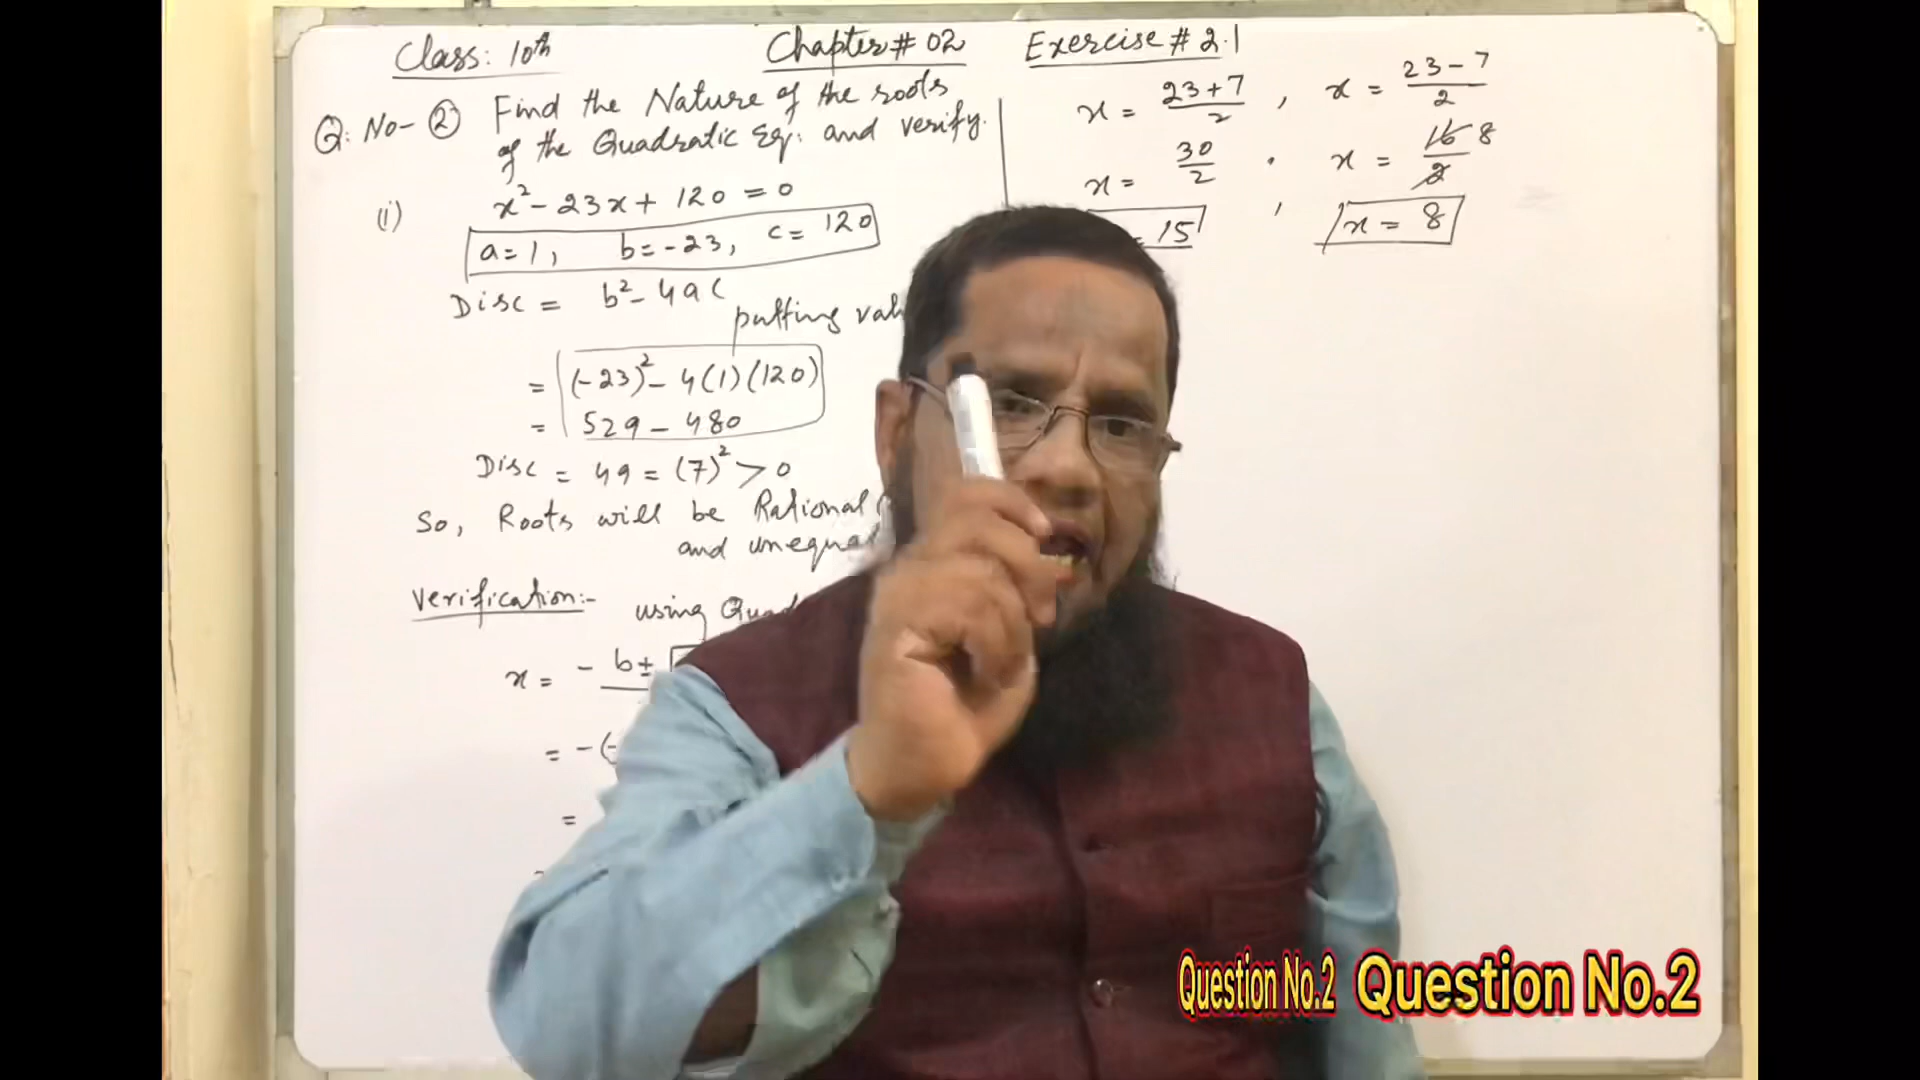 Class: 10th Chapter # 02 Exercise # 2.1
Q: No- ② Find the Nature of the roots
of the Quadratic Eq: and verify.
(i) x² - 23x + 120 = 0
a = 1, b = -23, c = 120
Disc = b² - 4ac
putting
= (-23)² - 4(1)(120)
= 529 - 480
Disc = 49 = (7)² > 0
So, Roots will be Rational
and
Verification:- using
x = - b ±
= -(-
=
x = 23+7/2 , x = 23-7/2
x = 30/2 . x = 16/2 8
= 15 , x = 8
Question No.2 Question No.2